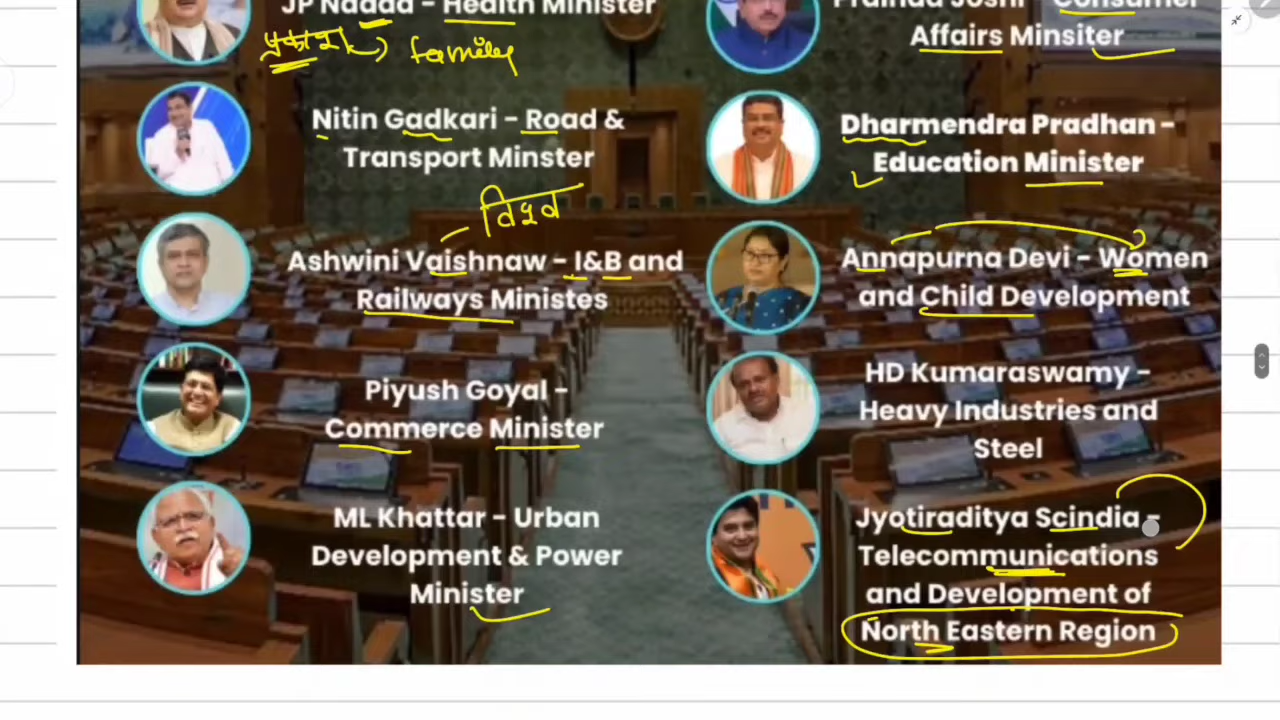 JP Nadda - Health Minister
family
Nitin Gadkari - Road &
Transport Minster
Ashwini Vaishnaw - I&B and
Railways Ministes
Piyush Goyal -
Commerce Minister
ML Khattar - Urban
Development & Power
Minister
Joshi - Consumer
Affairs Minsiter
Dharmendra Pradhan -
Education Minister
Annapurna Devi - Women
and Child Development
HD Kumaraswamy -
Heavy Industries and
Steel
Jyotiraditya Scindia -
Telecommunications
and Development of
North Eastern Region